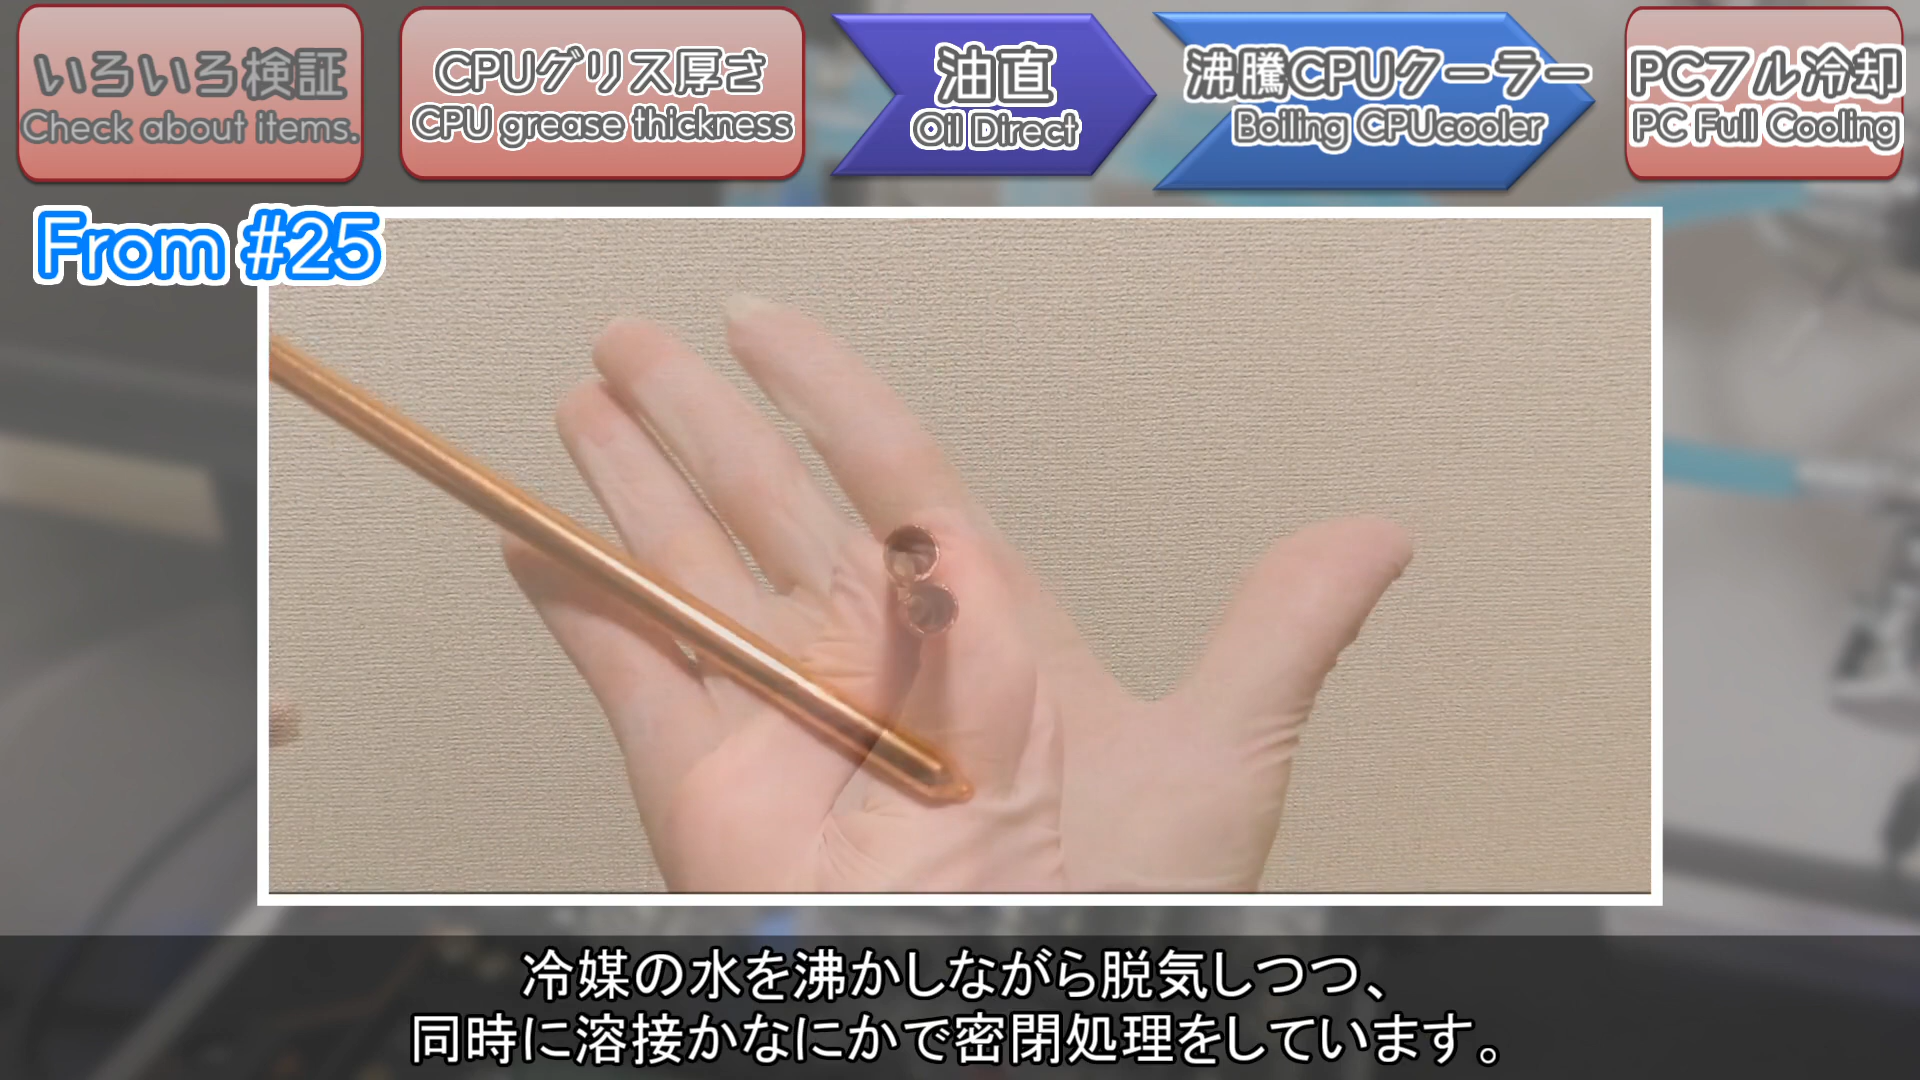 いろいろ検証
Check about items.
CPUグリス厚さ
CPU grease thickness
油直
Oil Direct
沸騰CPUクーラー
Boiling CPUcooler
PCフル冷却
PC Full Cooling
From #25
冷媒の水を沸かしながら脱気しつつ、
同時に溶接かなにかで密閉処理をしています。